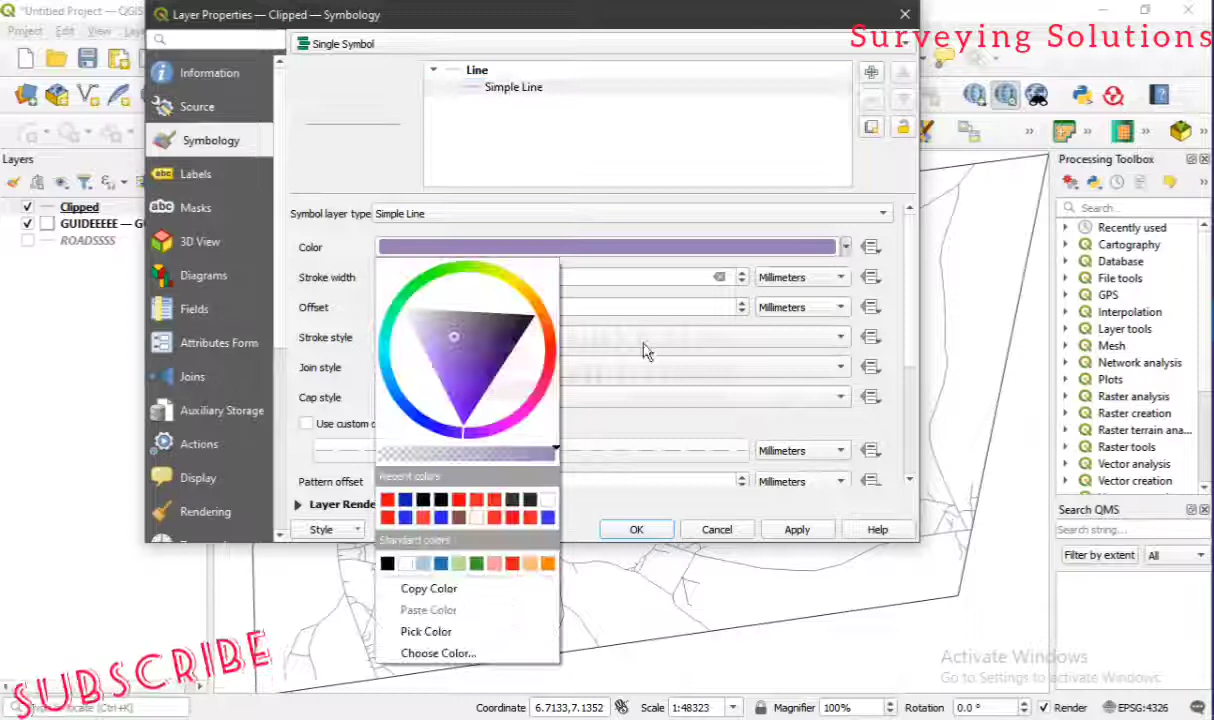 *Untitled Project — QGIS
Layer Properties — Clipped — Symbology
Surveying Solutions
Project Edit View
Single Symbol
Information
Source
Symbology
Labels
Masks
3D View
Diagrams
Fields
Attributes Form
Joins
Auxiliary Storage
Actions
Display
Rendering
Line
Simple Line
Symbol layer type Simple Line
Color
Stroke width
Millimeters
Offset
Millimeters
Stroke style
Join style
Cap style
Use custom
Millimeters
Pattern offset
Millimeters
Layer Rende
Style
OK
Cancel
Apply
Help
Recent colors
Standard colors
Copy Color
Paste Color
Pick Color
Choose Color...
Layers
Clipped
GUIDEEEEE —
ROADSSSS
Processing Toolbox
Search...
Recently used
Cartography
Database
File tools
GPS
Interpolation
Layer tools
Mesh
Network analysis
Plots
Raster analysis
Raster creation
Raster terrain ana...
Raster tools
Vector analysis
Vector creation
Search QMS
Search string...
Filter by extent
All
Activate Windows
Go to Settings to activate Windows.
SUBSCRIBE
Type to locate (Ctrl+K)
Coordinate 6.7133,7.1352
Scale 1:48323
Magnifier 100%
Rotation 0.0 °
Render
EPSG:4326